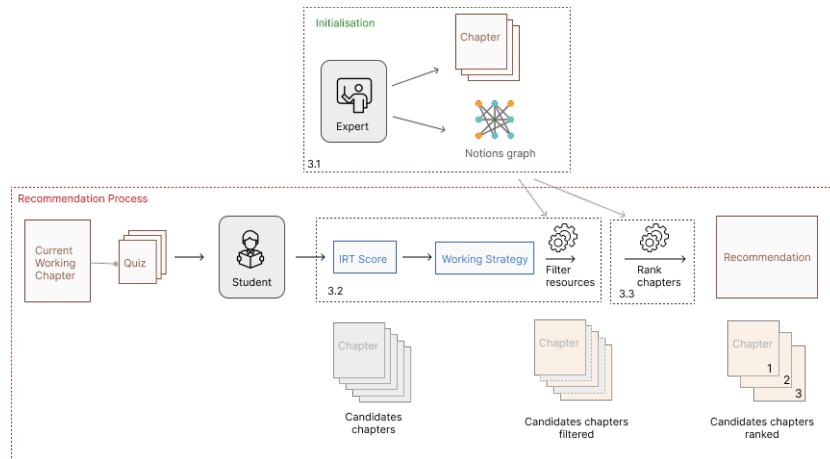 Initialisation
Chapter
Expert
Notions graph
3.1
Recommendation Process
Current
Working
Chapter
Quiz
Student
IRT Score
Working Strategy
Filter
resources
3.2
Rank
chapters
3.3
Recommendation
Chapter
Candidates
chapters
Chapter
Candidates chapters
filtered
Chapter
1
2
3
Candidates chapters
ranked